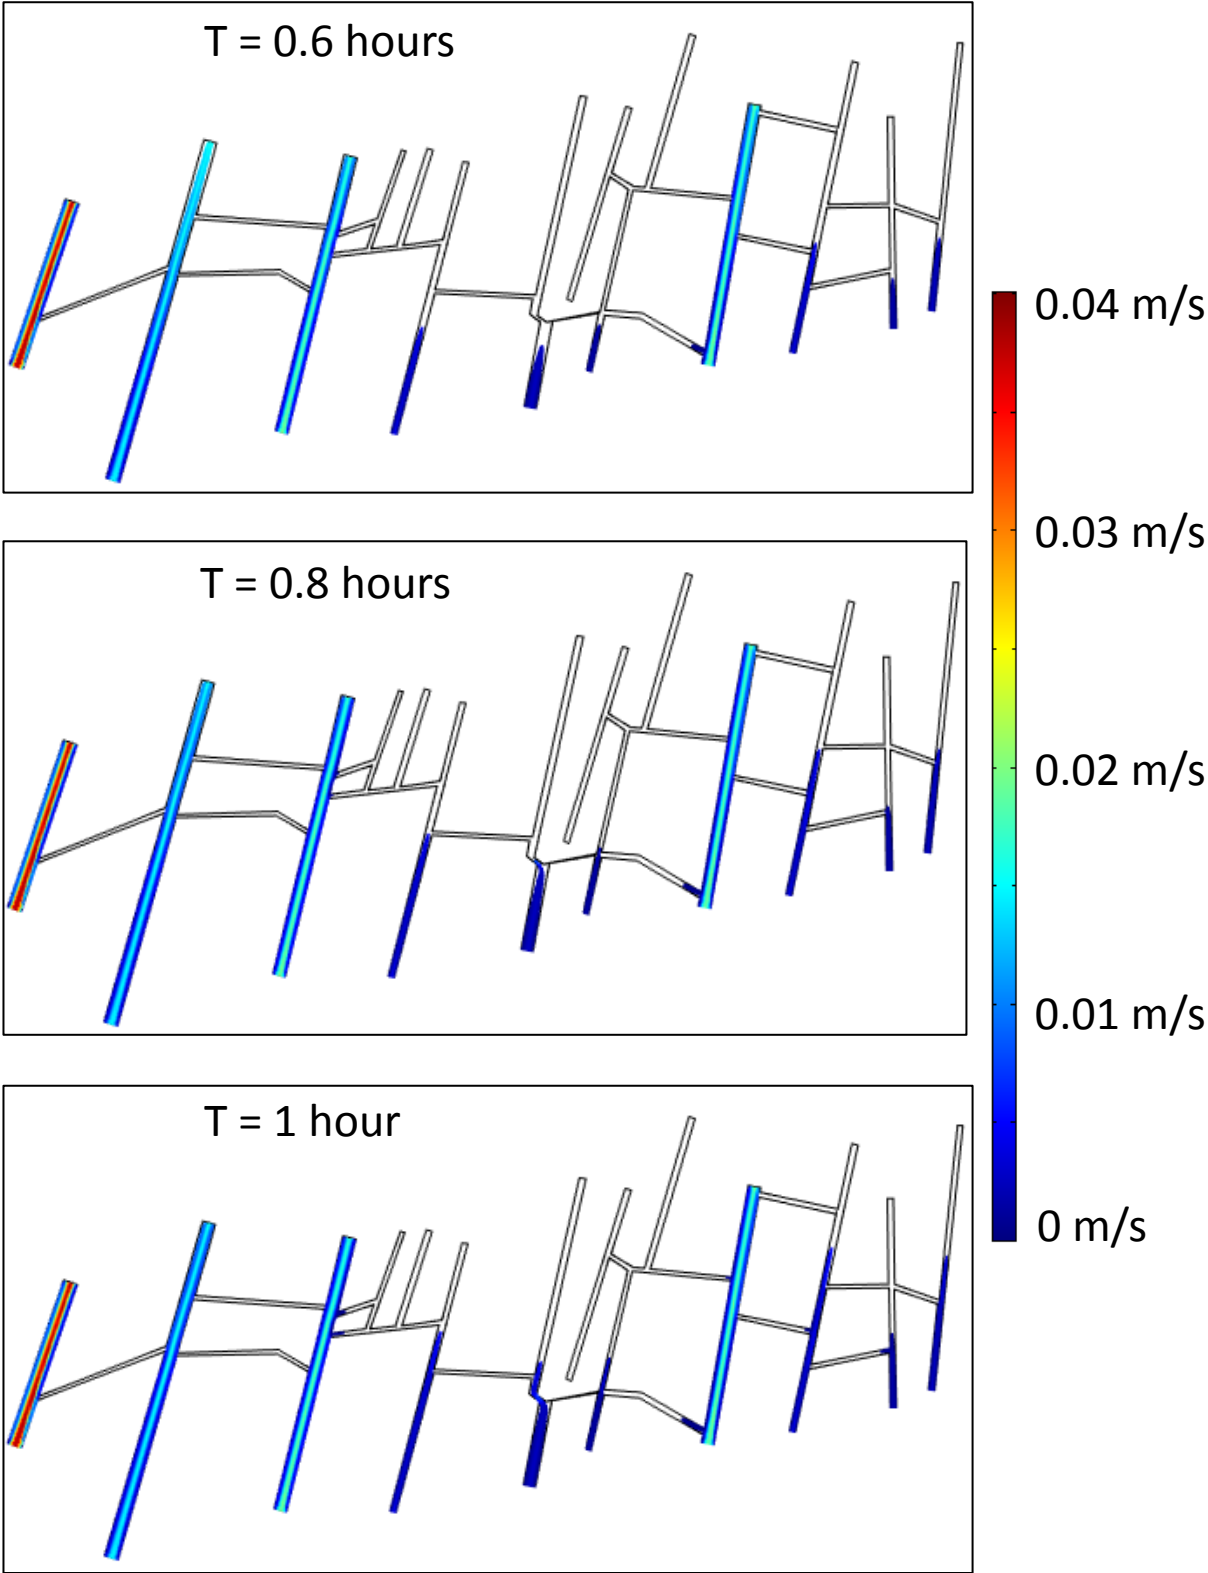 T = 0.6 hours
0.04 m/s
0.03 m/s
T = 0.8 hours
0.02 m/s
0.01 m/s
T = 1 hour
0 m/s